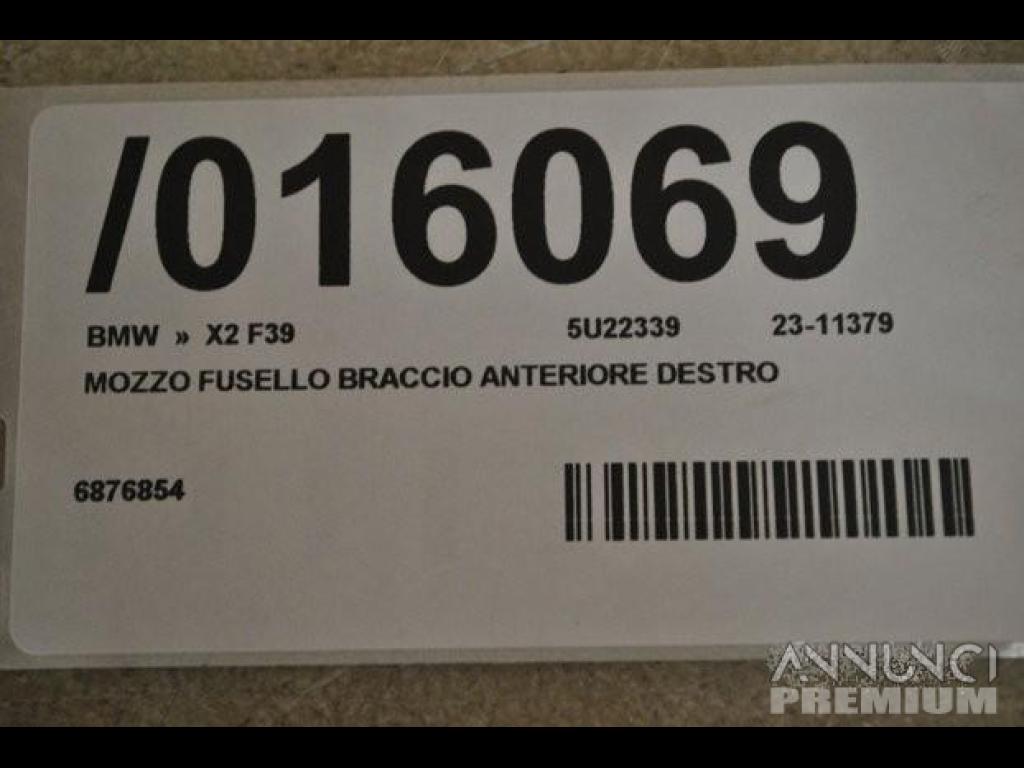 /016069
BMW » X2 F39 5U22339 23-11379
MOZZO FUSELLO BRACCIO ANTERIORE DESTRO
6876854
ANNUNCI
PREMIUM